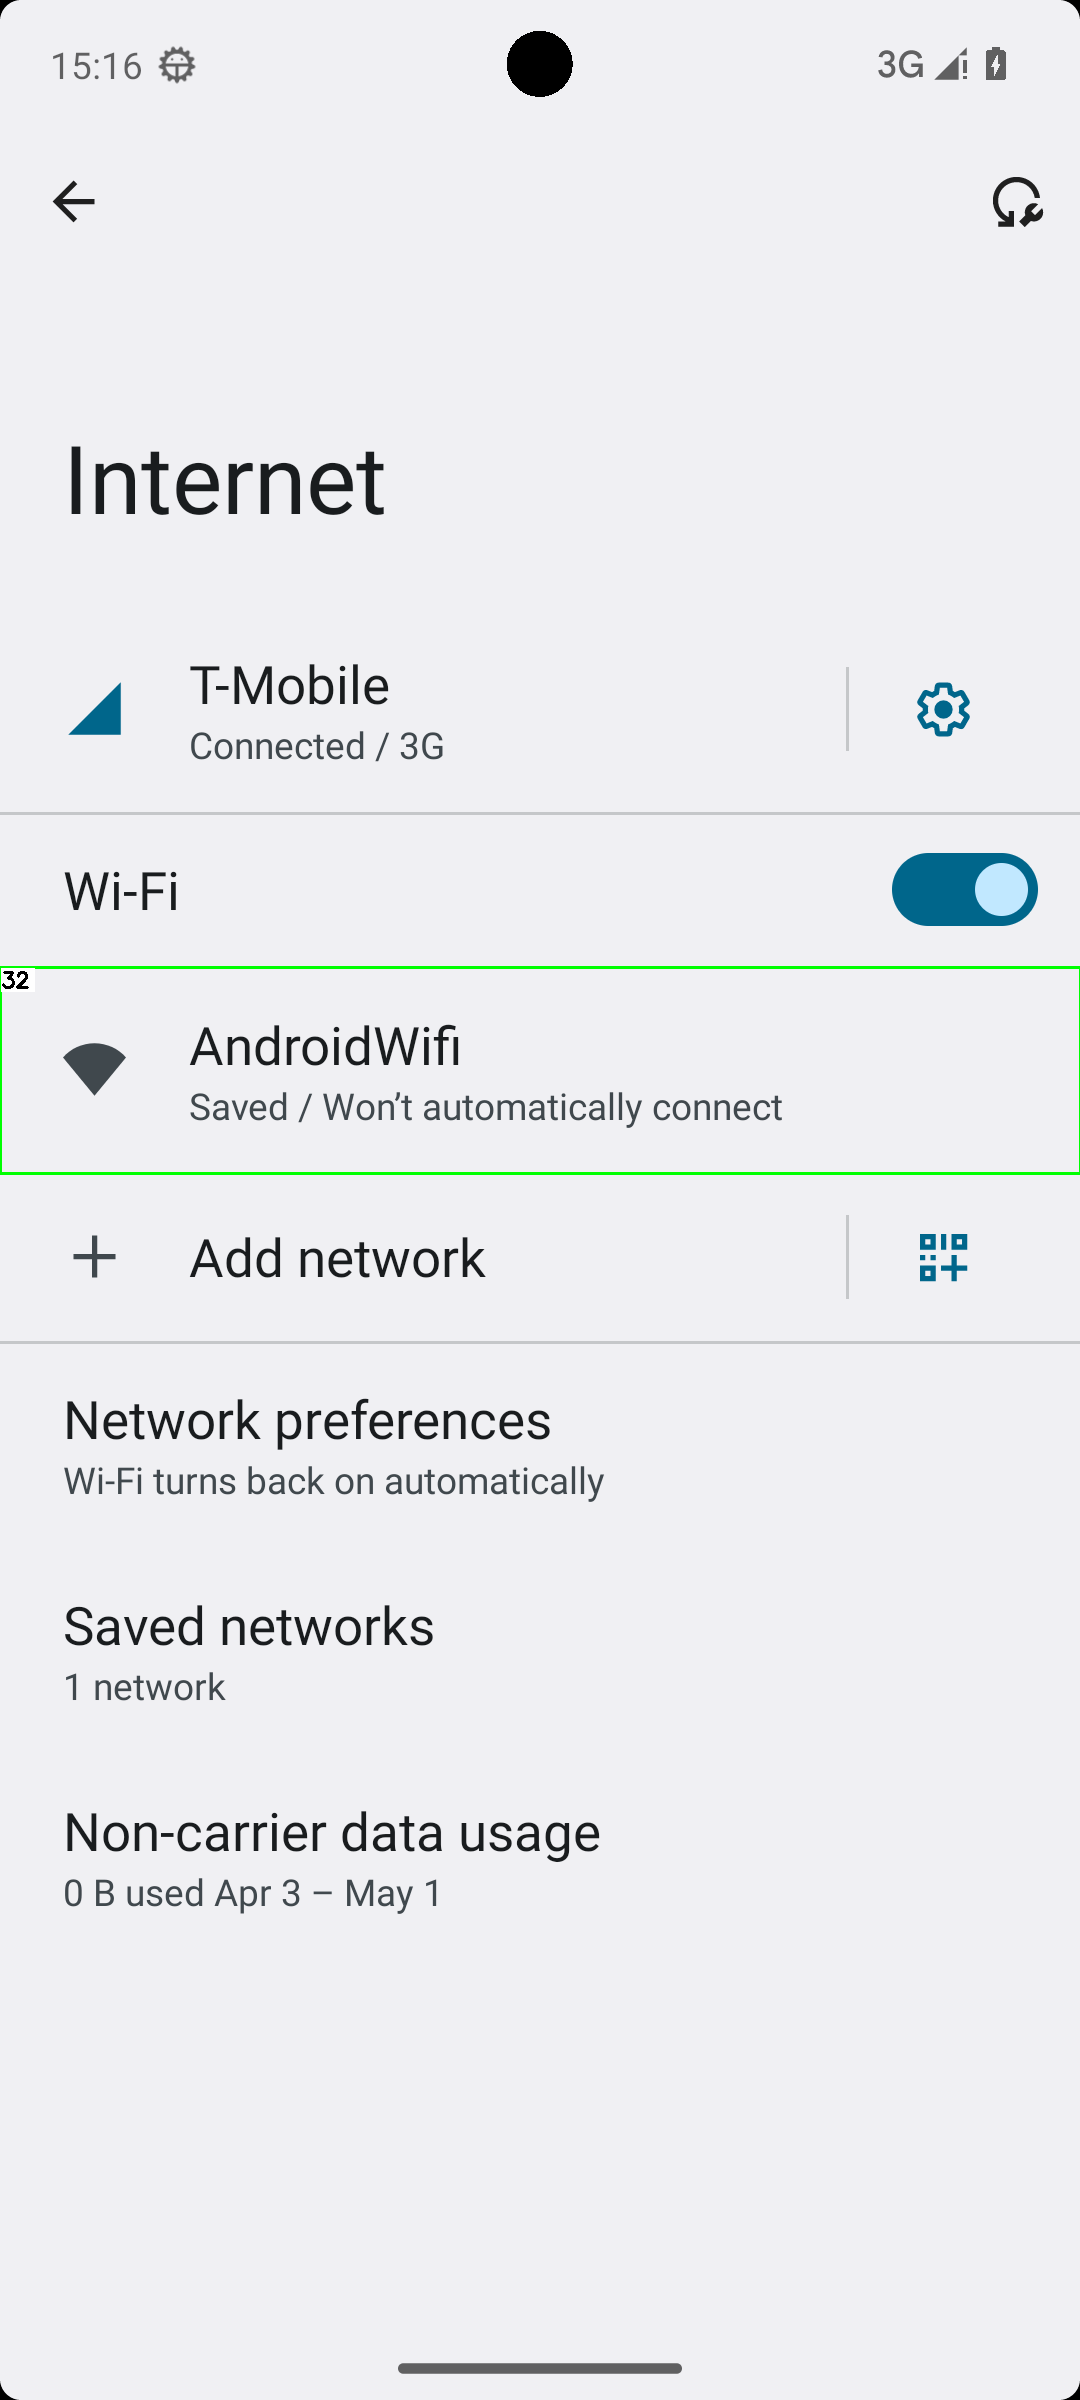 15:16 3G
Internet
T-Mobile
Connected / 3G
Wi-Fi
32
AndroidWifi
Saved / Won’t automatically connect
Add network
Network preferences
Wi-Fi turns back on automatically
Saved networks
1 network
Non-carrier data usage
0 B used Apr 3 – May 1